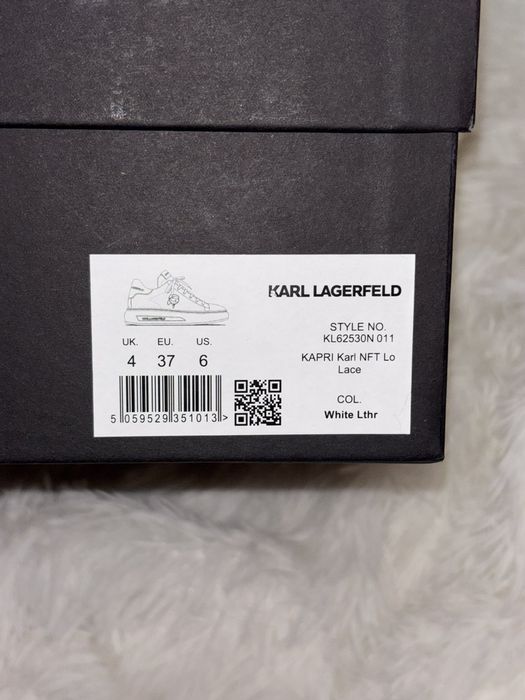 KARL LAGERFELD
STYLE NO.
KL62530N 011
KAPRI Karl NFT Lo
Lace
COL.
White Lthr
UK. EU. US.
4 37 6
5 059529 351013 >